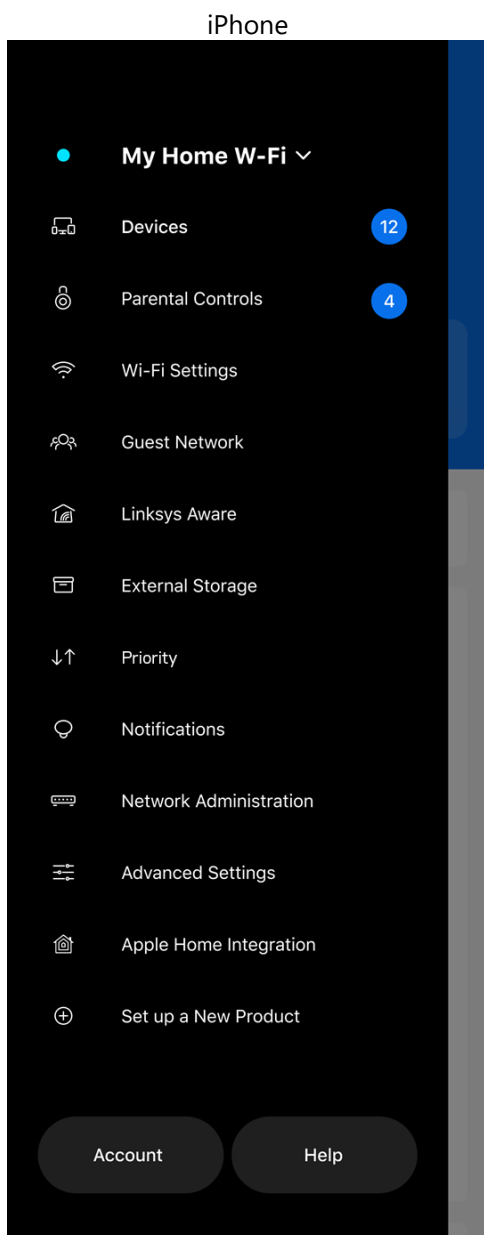 iPhone
My Home W-Fi
Devices 12
Parental Controls 4
Wi-Fi Settings
Guest Network
Linksys Aware
External Storage
Priority
Notifications
Network Administration
Advanced Settings
Apple Home Integration
Set up a New Product
Account Help